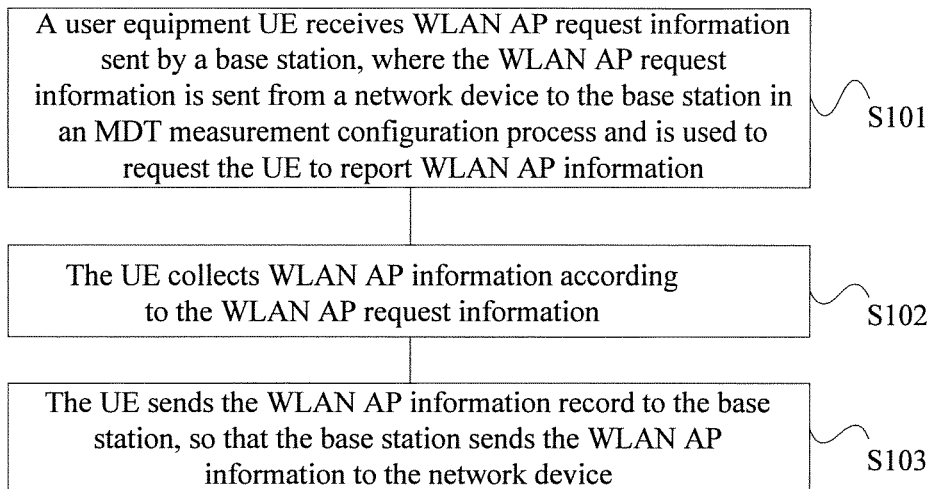 A user equipment UE receives WLAN AP request information
sent by a base station, where the WLAN AP request
information is sent from a network device to the base station in
an MDT measurement configuration process and is used to
request the UE to report WLAN AP information
S101
The UE collects WLAN AP information according
to the WLAN AP request information
S102
The UE sends the WLAN AP information record to the base
station, so that the base station sends the WLAN AP
information to the network device
S103